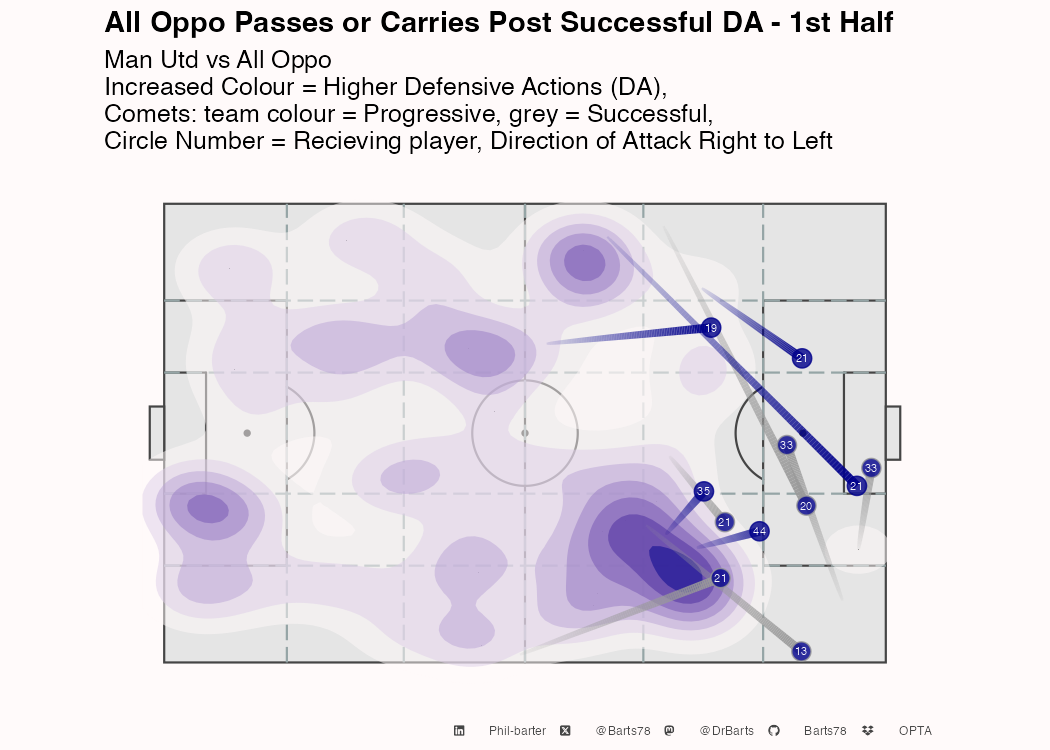 All Oppo Passes or Carries Post Successful DA - 1st Half
Man Utd vs All Oppo
Increased Colour = Higher Defensive Actions (DA),
Comets: team colour = Progressive, grey = Successful,
Circle Number = Recieving player, Direction of Attack Right to Left
19
21
33
33
21
35
20
21
44
21
13
Phil-barter @Barts78 @DrBarts Barts78 OPTA